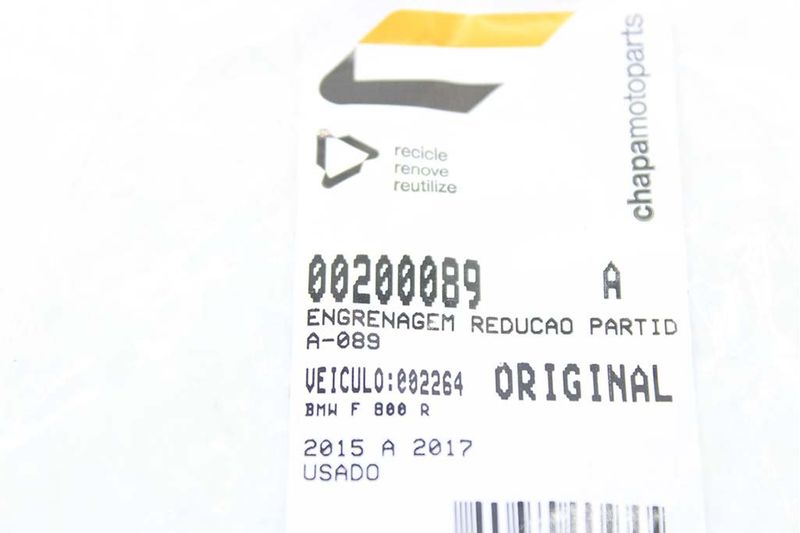 chapamotoparts
recicle
renove
reutilize
00200089 A
ENGRENAGEM REDUCAO PARTID
A-089
VEICULO:002264 ORIGINAL
BMW F 800 R
2015 A 2017
USADO